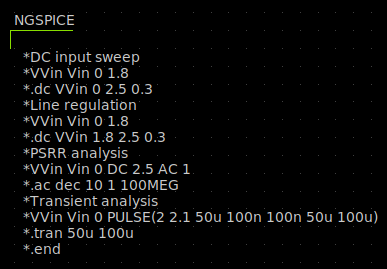 NGSPICE
*DC input sweep
*VVin Vin 0 1.8
*.dc VVin 0 2.5 0.3
*Line regulation
*VVin Vin 0 1.8
*.dc VVin 1.8 2.5 0.3
*PSRR analysis
*VVin Vin 0 DC 2.5 AC 1
*.ac dec 10 1 100MEG
*Transient analysis
*VVin Vin 0 PULSE(2 2.1 50u 100n 100n 50u 100u)
*.tran 50u 100u
*.end